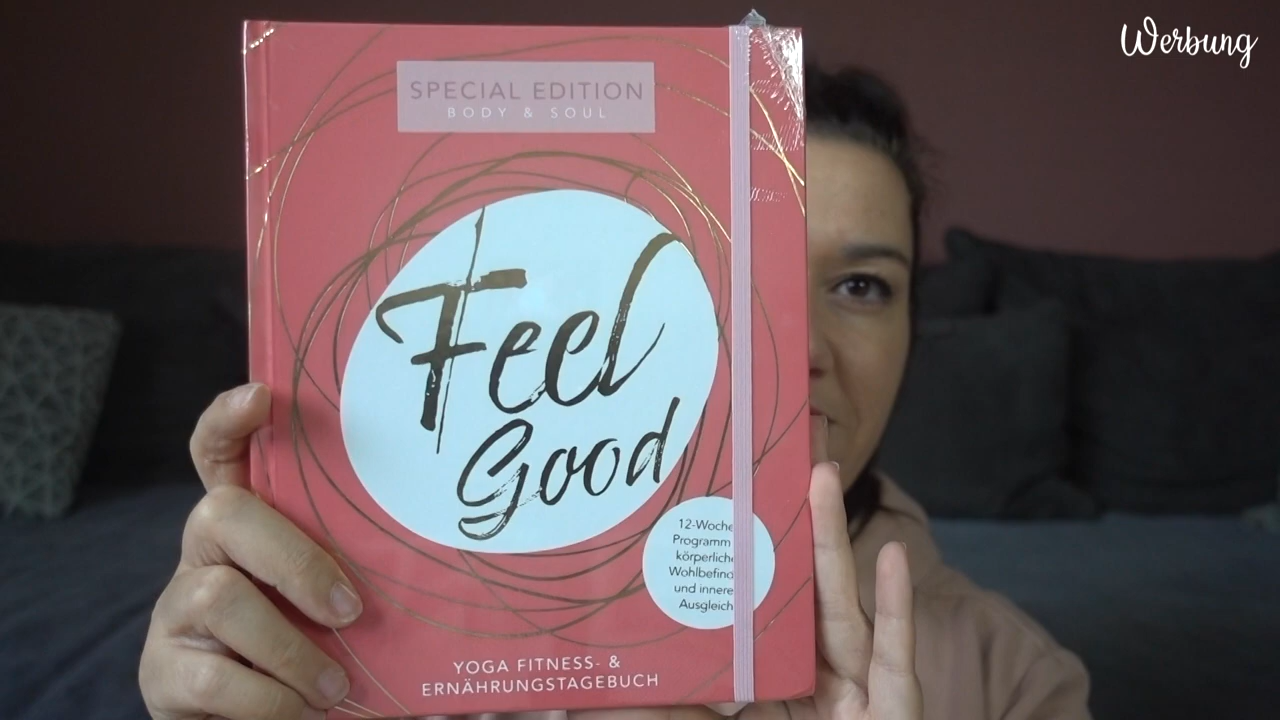 Werbung
SPECIAL EDITION
BODY & SOUL
Feel
Good
12-Woche
Programm
körperliche
Wohlbefind
und innere
Ausgleich
YOGA FITNESS- &
ERNÄHRUNGSTAGEBUCH